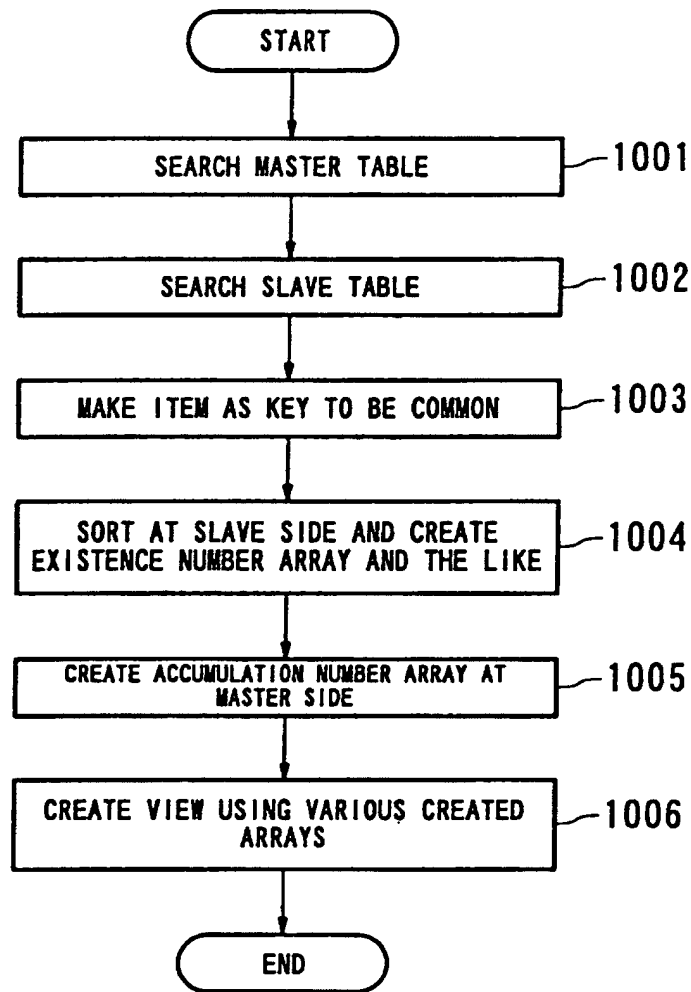 START
SEARCH MASTER TABLE
1001
SEARCH SLAVE TABLE
1002
MAKE ITEM AS KEY TO BE COMMON
1003
SORT AT SLAVE SIDE AND CREATE
EXISTENCE NUMBER ARRAY AND THE LIKE
1004
CREATE ACCUMULATION NUMBER ARRAY AT
MASTER SIDE
1005
CREATE VIEW USING VARIOUS CREATED
ARRAYS
1006
END